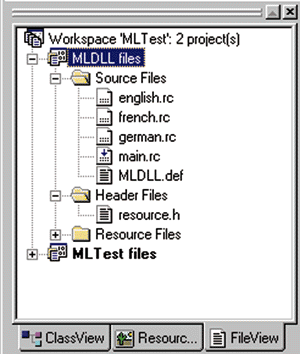 Workspace 'MLTest': 2 project(s)
MLDLL files
Source Files
english.rc
french.rc
german.rc
main.rc
MLDLL.def
Header Files
resource.h
Resource Files
MLTest files
ClassView Resourc... FileView